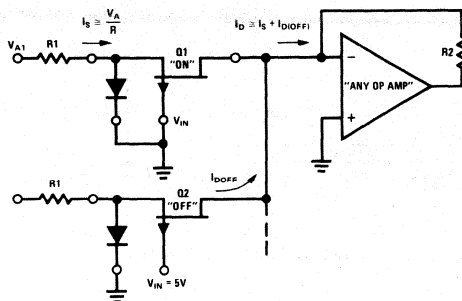 I_S ≅ V_A / R
I_D ≅ I_S + I_D(OFF)
V_A1
R1
Q1
"ON"
V_IN
R2
−
"ANY OP AMP"
+
I_DOFF
R1
Q2
"OFF"
V_IN = 5V